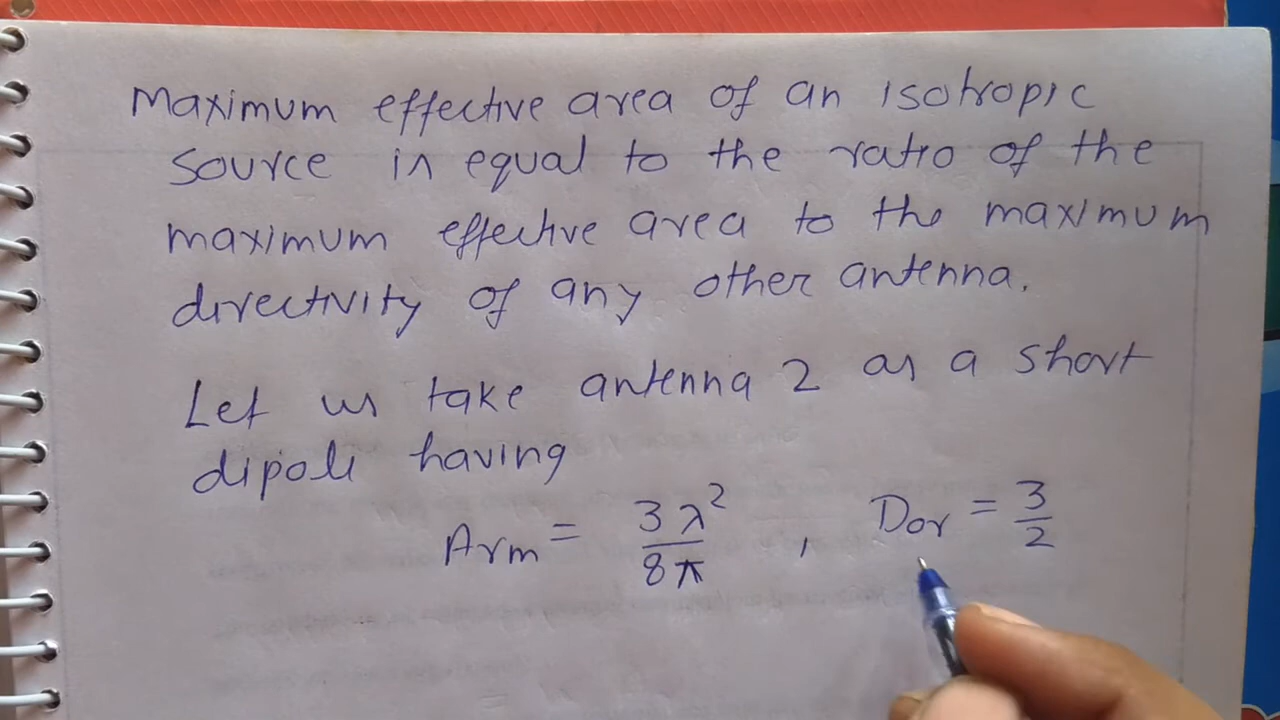 Maximum effective area of an isotropic
source in equal to the ratio of the
maximum effective area to the maximum
directivity of any other antenna.
Let us take antenna 2 as a short
dipole having
Arm = 3λ²/8π , Dor = 3/2